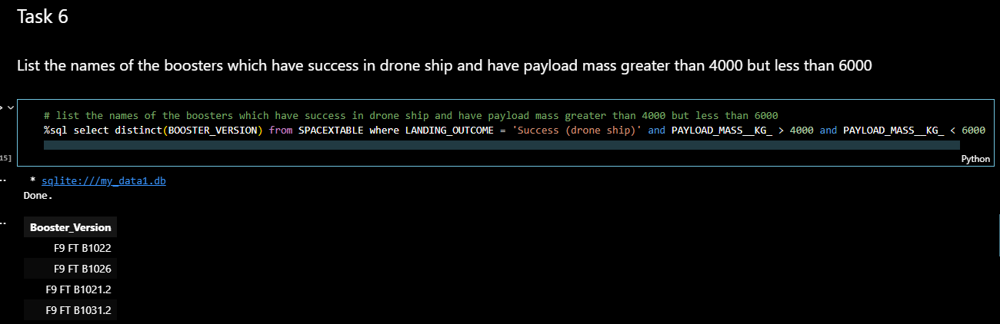 Task 6
List the names of the boosters which have success in drone ship and have payload mass greater than 4000 but less than 6000
# list the names of the boosters which have success in drone ship and have payload mass greater than 4000 but less than 6000
%sql select distinct(BOOSTER_VERSION) from SPACEXTABLE where LANDING_OUTCOME = 'Success (drone ship)' and PAYLOAD_MASS__KG_ > 4000 and PAYLOAD_MASS__KG_ < 6000
15]
Python
* sqlite:///my_data1.db
Done.
Booster_Version
F9 FT B1022
F9 FT B1026
F9 FT B1021.2
F9 FT B1031.2